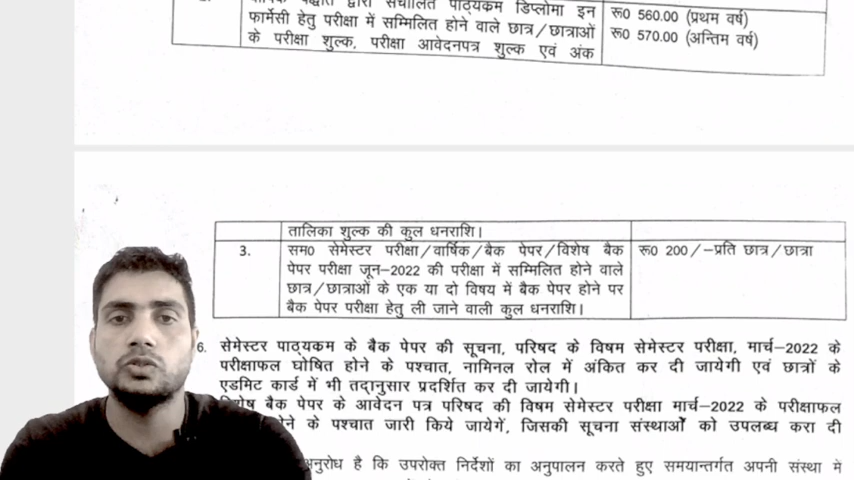 वार्षिक पद्धति द्वारा संचालित पाठ्यक्रम डिप्लोमा इन
फार्मेसी हेतु परीक्षा में सम्मिलित होने वाले छात्र/छात्राओं
के परीक्षा शुल्क, परीक्षा आवेदनपत्र शुल्क एवं अंक
रू0 560.00 (प्रथम वर्ष)
रू0 570.00 (अन्तिम वर्ष)
तालिका शुल्क की कुल धनराशि।
3.
सम0 सेमेस्टर परीक्षा/वार्षिक/बैक पेपर/विशेष बैक
पेपर परीक्षा जून–2022 की परीक्षा में सम्मिलित होने वाले
छात्र/छात्राओं के एक या दो विषय में बैक पेपर होने पर
बैक पेपर परीक्षा हेतु ली जाने वाली कुल धनराशि।
रू0 200/–प्रति छात्र/छात्रा
6. सेमेस्टर पाठ्यकम के बैक पेपर की सूचना, परिषद के विषम सेमेस्टर परीक्षा, मार्च–2022 के
परीक्षाफल घोषित होने के पश्चात, नामिनल रोल में अंकित कर दी जायेगी एवं छात्रों के
एडमिट कार्ड में भी तद्ानुसार प्रदर्शित कर दी जायेगी।
बैक पेपर के आवेदन पत्र परिषद की विषम सेमेस्टर परीक्षा मार्च–2022 के परीक्षाफल
के पश्चात जारी किये जायेगें, जिसकी सूचना संस्थाओं को उपलब्ध करा दी
अनुरोध है कि उपरोक्त निर्देशों का अनुपालन करते हुए समयान्तर्गत अपनी संस्था में